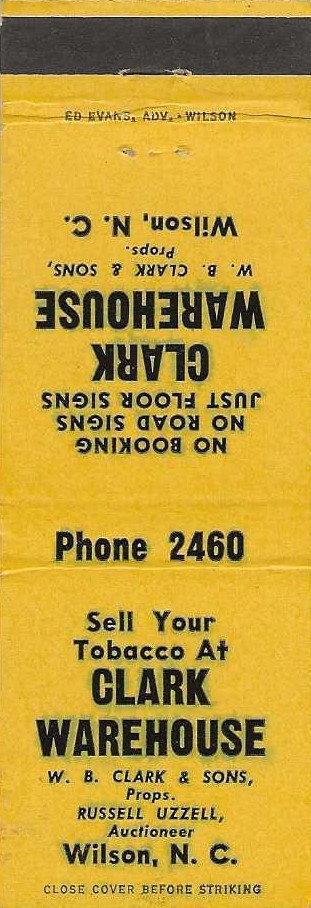 ED EVANS, ADV. - WILSON
NO BOOKING
NO ROAD SIGNS
JUST FLOOR SIGNS
CLARK
WAREHOUSE
W. B. CLARK & SONS,
Props.
Wilson, N. C.
Phone 2460
Sell Your
Tobacco At
CLARK
WAREHOUSE
W. B. CLARK & SONS,
Props.
RUSSELL UZZELL,
Auctioneer
Wilson, N. C.
CLOSE COVER BEFORE STRIKING